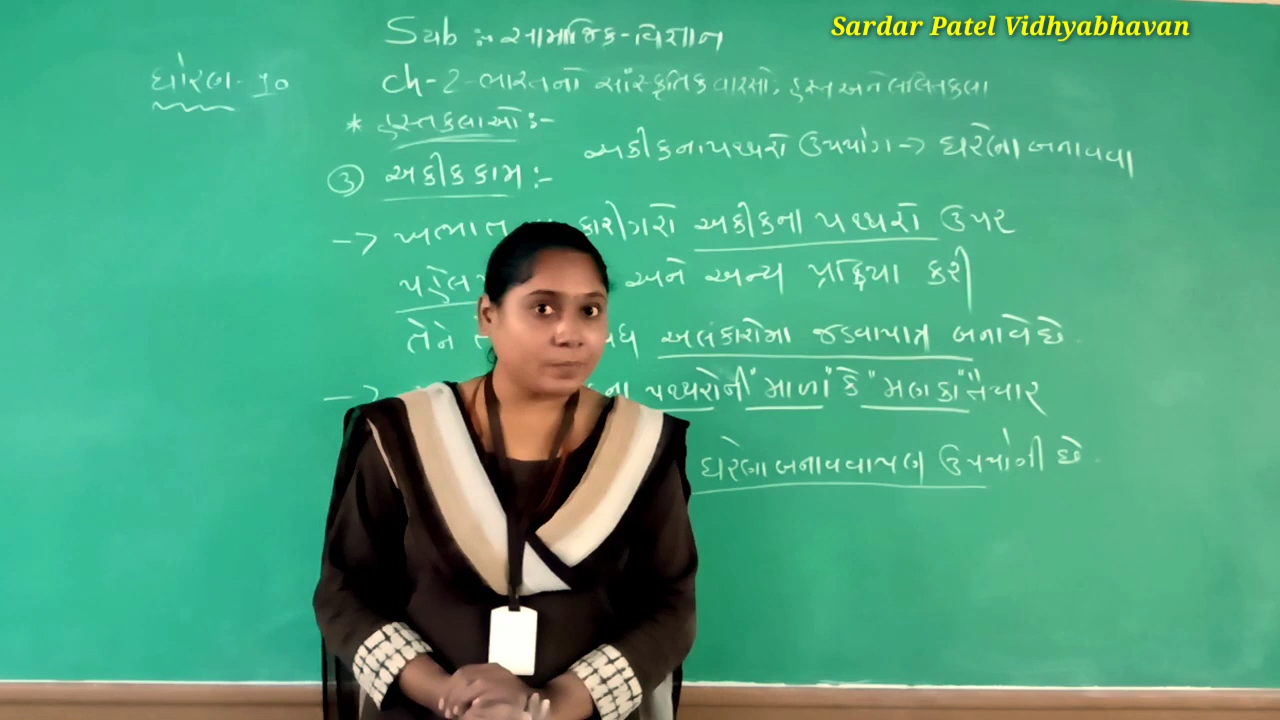 Sardar Patel Vidhyabhavan
Sub :- સામાજિક-વિજ્ઞાન
ધોરણ- ૧૦
ch-2-ભારતનો સાંસ્કૃતિક વારસો, હસ્ત અને લલિતકલા
* હસ્તકલાઓ :-
અકીકના પથ્થરો ઉપયોગ -> ઘરેણા બનાવવા
③ અકીકકામ :-
-> ખંભાત કારીગરો અકીકના પથ્થરો ઉપર
અને અન્ય પ્રક્રિયા કરી
તેને અલંકારોમા જડવાપાત્ર બનાવે છે.
-> પથ્થરોની "માળા" કે "મણકા" તૈયાર
ઘરેણા બનાવવા પણ ઉપયોગી છે.